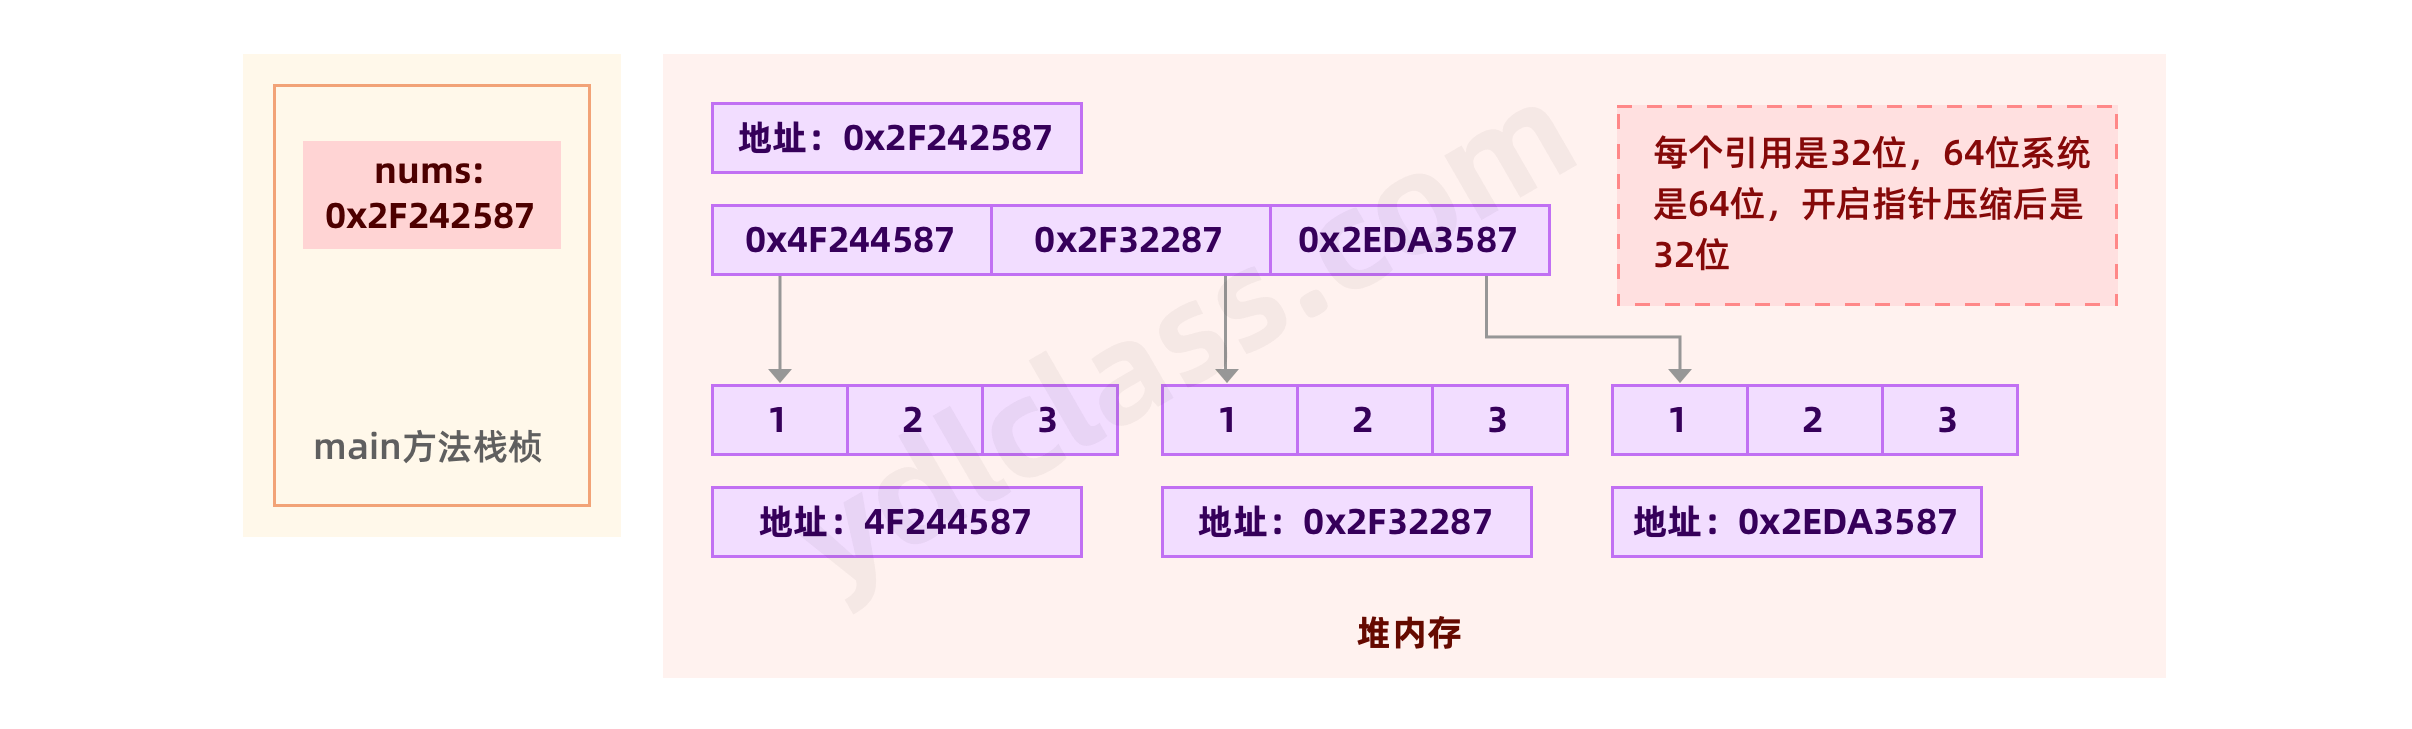 nums:
0x2F242587
main方法栈桢
地址：0x2F242587
0x4F244587
0x2F32287
0x2EDA3587
每个引用是32位，64位系统
是64位，开启指针压缩后是
32位
1
2
3
1
2
3
1
2
3
地址：4F244587
地址：0x2F32287
地址：0x2EDA3587
堆内存
ydlclass.com